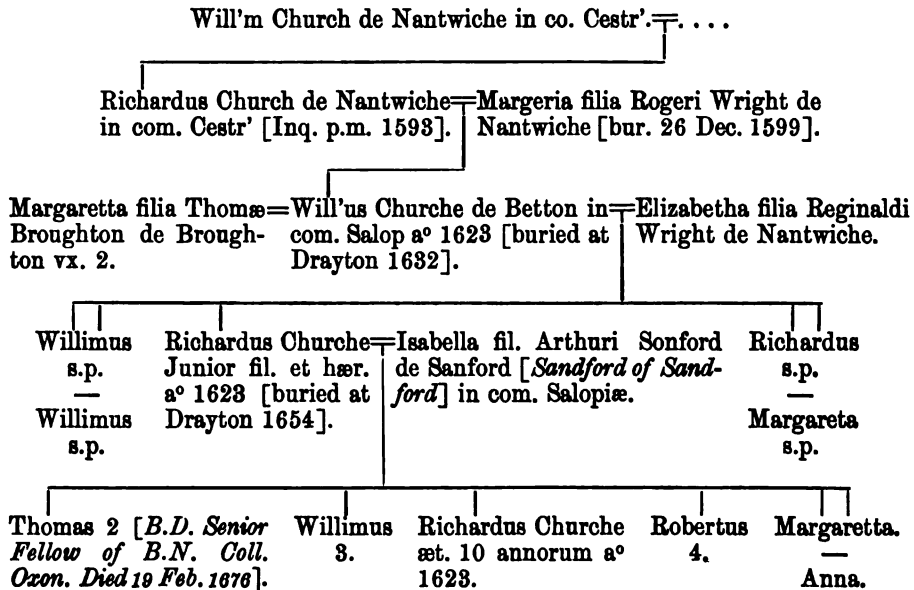 Will'm Church de Nantwiche in co. Cestr'.=. . . .
Richardus Church de Nantwiche=Margeria filia Rogeri Wright de
in com. Cestr' [Inq. p.m. 1593]. Nantwiche [bur. 26 Dec. 1599].
Margaretta filia Thomæ=Will'us Churche de Betton in=Elizabetha filia Reginaldi
Broughton de Brough- com. Salop aº 1623 [buried at Wright de Nantwiche.
ton vx. 2. Drayton 1632].
Willimus Richardus Churche=Isabella fil. Arthuri Sonford Richardus
s.p. Junior fil. et hær. de Sanford [Sandford of Sand- s.p.
— aº 1623 [buried at ford] in com. Salopiæ. —
Willimus Drayton 1654]. Margareta
s.p. s.p.
Thomas 2 [B.D. Senior Willimus Richardus Churche Robertus Margaretta.
Fellow of B.N. Coll. 3. æt. 10 annorum aº 4. —
Oxon. Died 19 Feb. 1676]. 1623. Anna.